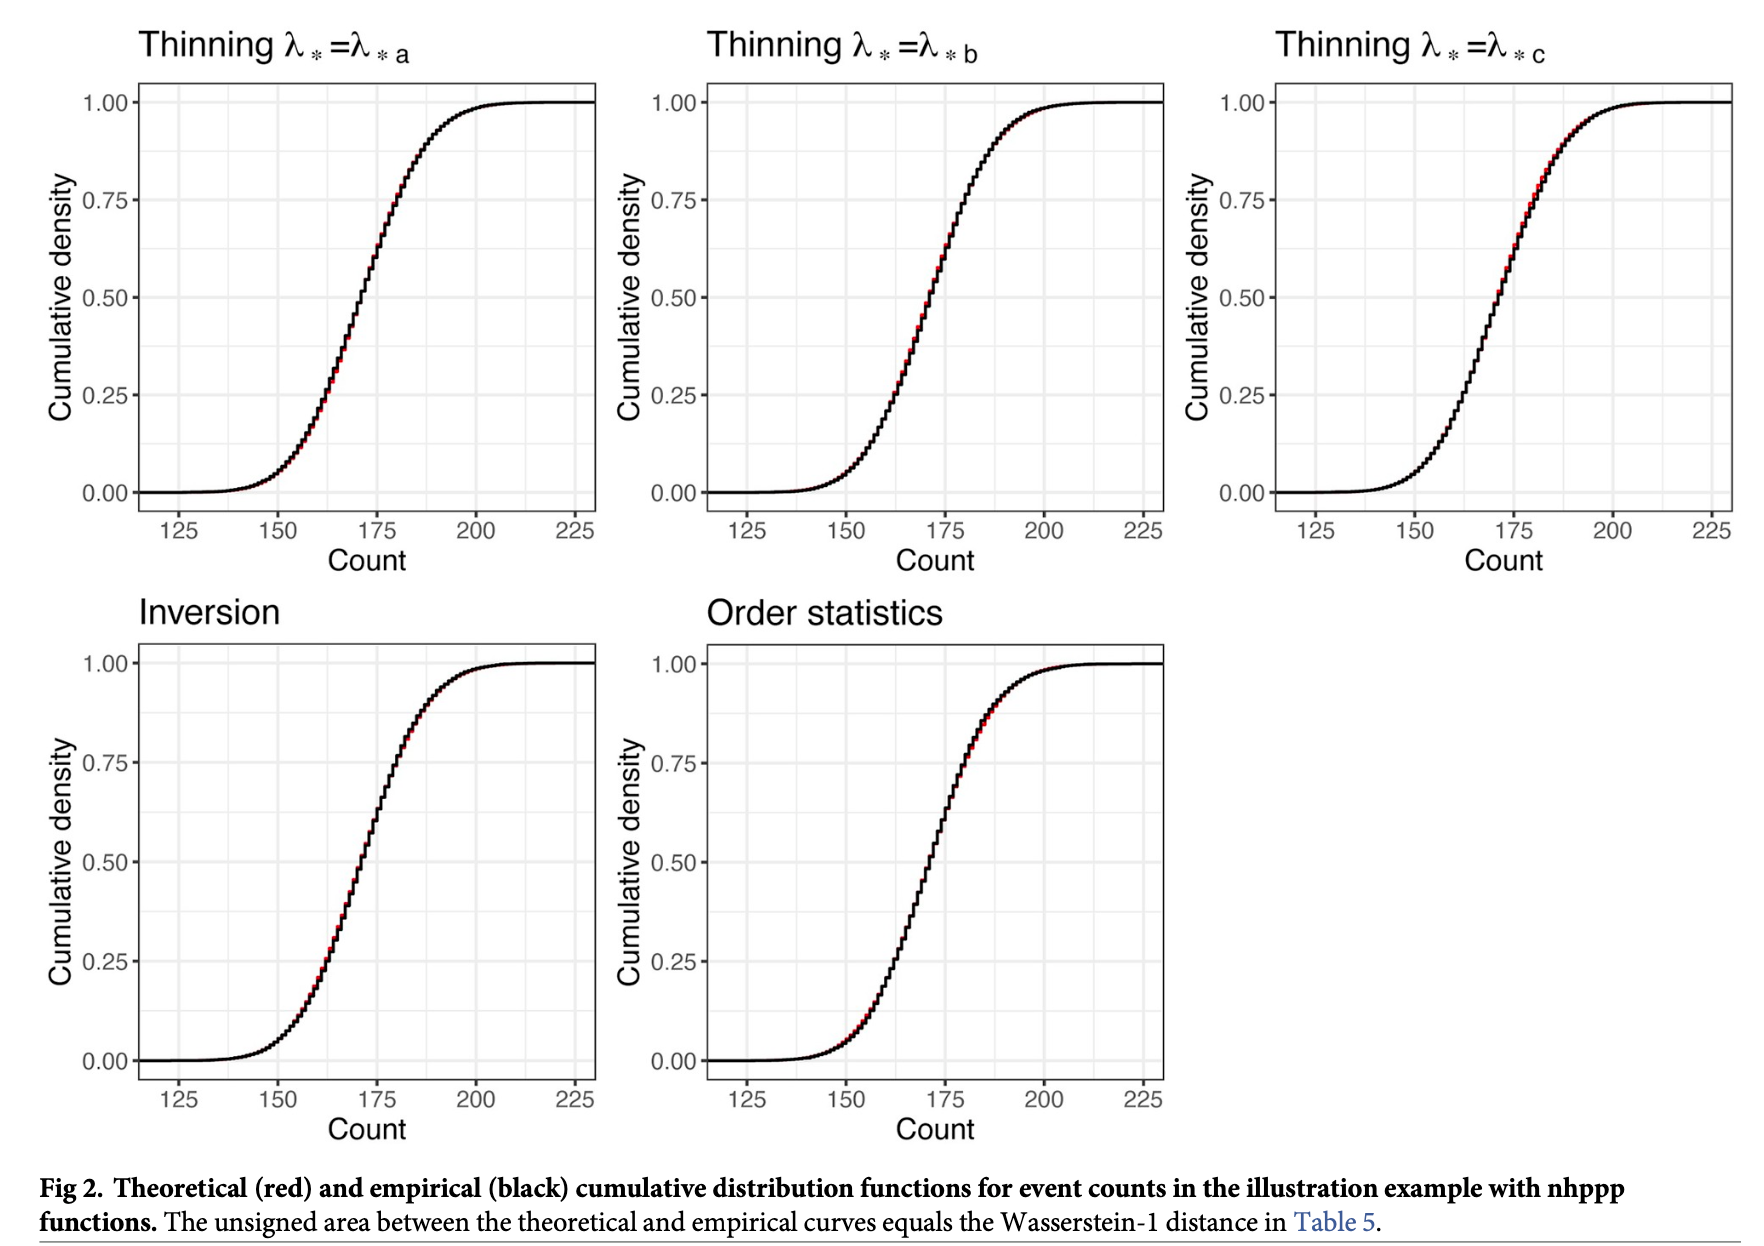 Thinning λ * =λ * a
Thinning λ * =λ * b
Thinning λ * =λ * c
Cumulative density
1.00
0.75
0.50
0.25
0.00
125 150 175 200 225
Count
Cumulative density
1.00
0.75
0.50
0.25
0.00
125 150 175 200 225
Count
Cumulative density
1.00
0.75
0.50
0.25
0.00
125 150 175 200 225
Count
Inversion
Cumulative density
1.00
0.75
0.50
0.25
0.00
125 150 175 200 225
Count
Order statistics
Cumulative density
1.00
0.75
0.50
0.25
0.00
125 150 175 200 225
Count
Fig 2. Theoretical (red) and empirical (black) cumulative distribution functions for event counts in the illustration example with nhppp
functions. The unsigned area between the theoretical and empirical curves equals the Wasserstein-1 distance in Table 5.